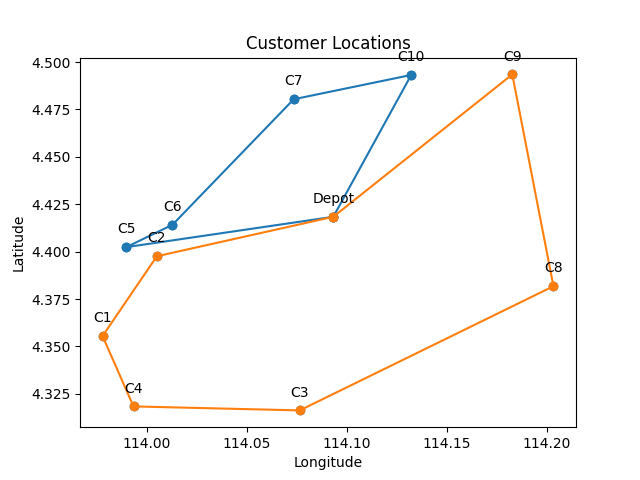 Customer Locations
C10
C9
C7
Depot
C6
C5
C2
C8
C1
C4
C3
4.500
4.475
4.450
4.425
4.400
4.375
4.350
4.325
Latitude
114.00 114.05 114.10 114.15 114.20
Longitude